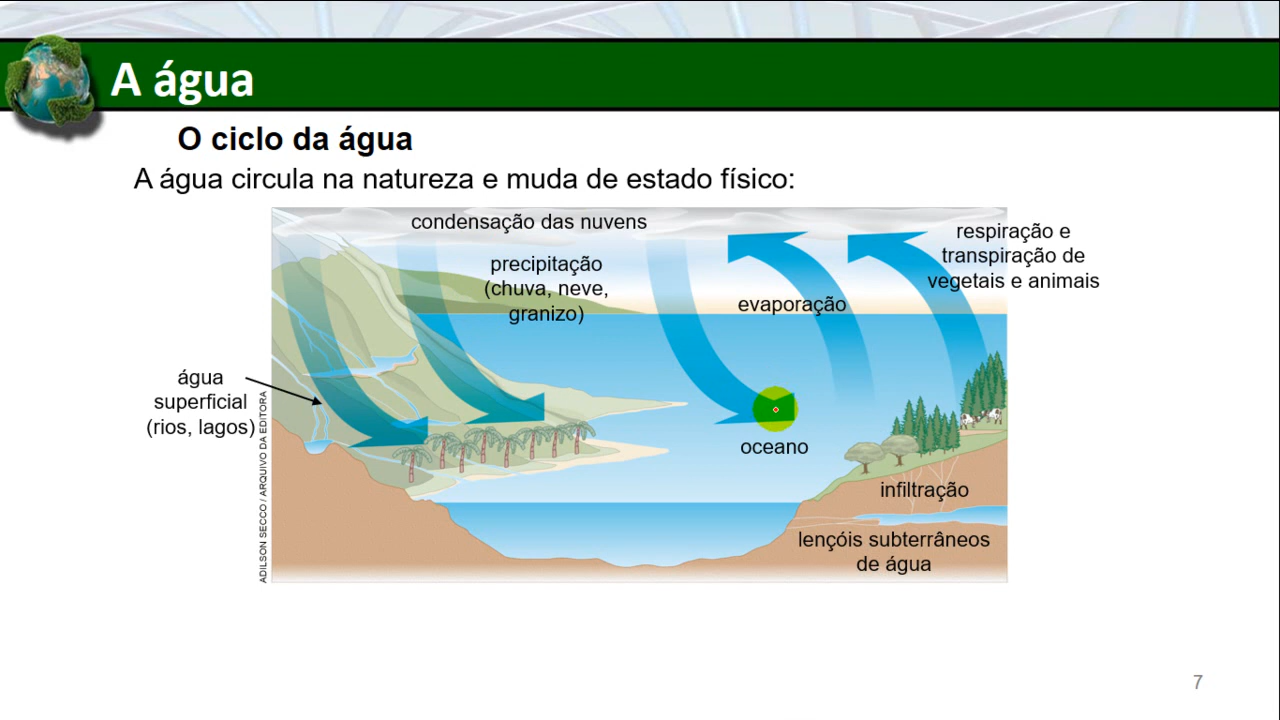 A água
O ciclo da água
A água circula na natureza e muda de estado físico:
condensação das nuvens
respiração e
transpiração de
vegetais e animais
precipitação
(chuva, neve,
granizo)
evaporação
água
superficial
(rios, lagos)
oceano
infiltração
lençóis subterrâneos
de água
ADILSON SECCO / ARQUIVO DA EDITORA
7